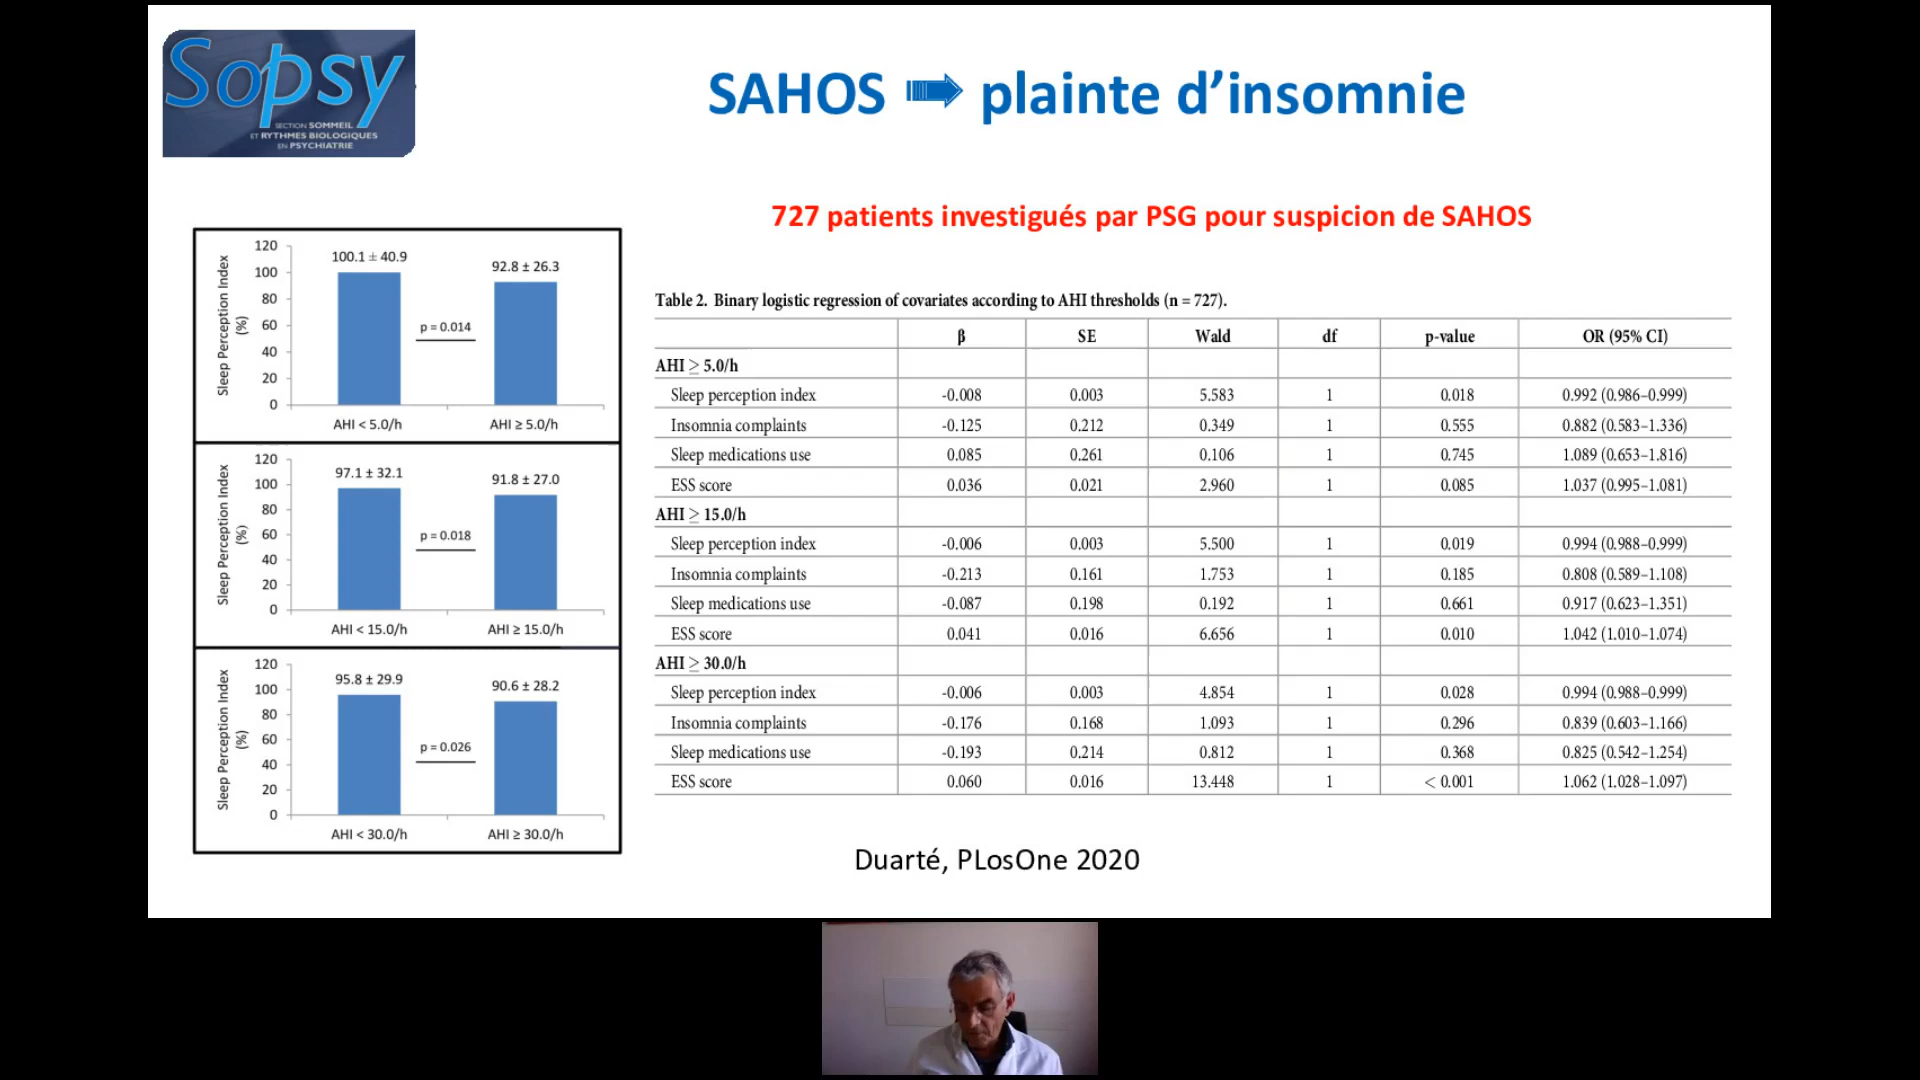 Sopsy
SECTION SOMMEIL
ET RYTHMES BIOLOGIQUES
EN PSYCHIATRIE
SAHOS ➠ plainte d’insomnie
727 patients investigués par PSG pour suspicion de SAHOS
Sleep Perception Index
(%)
120
100
80
60
40
20
0
100.1 ± 40.9
92.8 ± 26.3
p = 0.014
AHI < 5.0/h
AHI ≥ 5.0/h
Sleep Perception Index
(%)
120
100
80
60
40
20
0
97.1 ± 32.1
91.8 ± 27.0
p = 0.018
AHI < 15.0/h
AHI ≥ 15.0/h
Sleep Perception Index
(%)
120
100
80
60
40
20
0
95.8 ± 29.9
90.6 ± 28.2
p = 0.026
AHI < 30.0/h
AHI ≥ 30.0/h
Table 2. Binary logistic regression of covariates according to AHI thresholds (n = 727).
β SE Wald df p-value OR (95% CI)
AHI ≥ 5.0/h
Sleep perception index -0.008 0.003 5.583 1 0.018 0.992 (0.986–0.999)
Insomnia complaints -0.125 0.212 0.349 1 0.555 0.882 (0.583–1.336)
Sleep medications use 0.085 0.261 0.106 1 0.745 1.089 (0.653–1.816)
ESS score 0.036 0.021 2.960 1 0.085 1.037 (0.995–1.081)
AHI ≥ 15.0/h
Sleep perception index -0.006 0.003 5.500 1 0.019 0.994 (0.988–0.999)
Insomnia complaints -0.213 0.161 1.753 1 0.185 0.808 (0.589–1.108)
Sleep medications use -0.087 0.198 0.192 1 0.661 0.917 (0.623–1.351)
ESS score 0.041 0.016 6.656 1 0.010 1.042 (1.010–1.074)
AHI ≥ 30.0/h
Sleep perception index -0.006 0.003 4.854 1 0.028 0.994 (0.988–0.999)
Insomnia complaints -0.176 0.168 1.093 1 0.296 0.839 (0.603–1.166)
Sleep medications use -0.193 0.214 0.812 1 0.368 0.825 (0.542–1.254)
ESS score 0.060 0.016 13.448 1 < 0.001 1.062 (1.028–1.097)
Duarté, PLosOne 2020